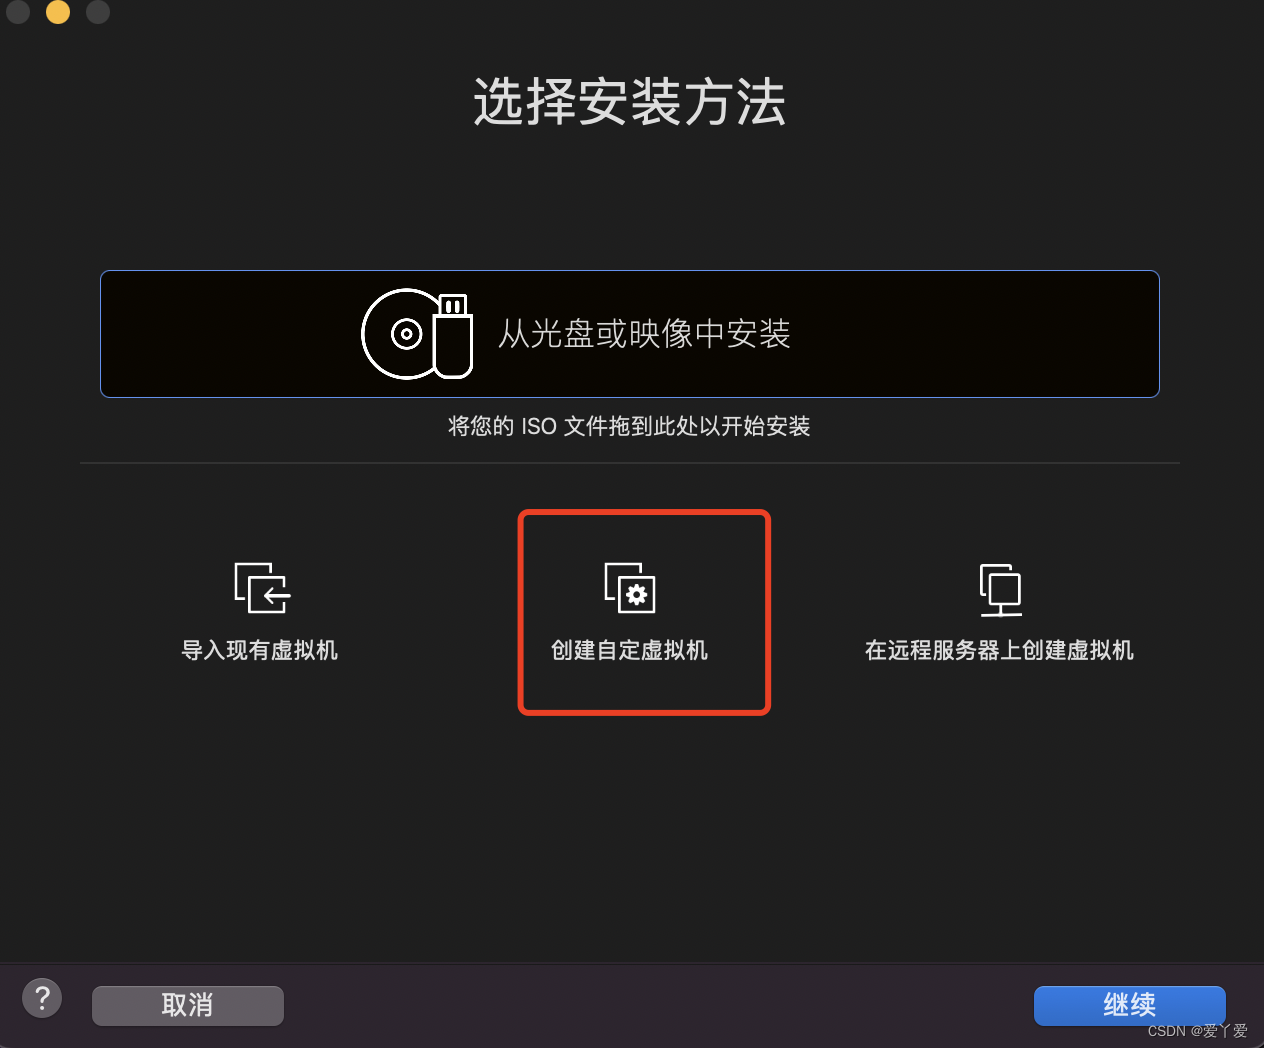 选择安装方法
从光盘或映像中安装
将您的 ISO 文件拖到此处以开始安装
导入现有虚拟机
创建自定虚拟机
在远程服务器上创建虚拟机
?
取消
继续
CSDN @爱丫爱